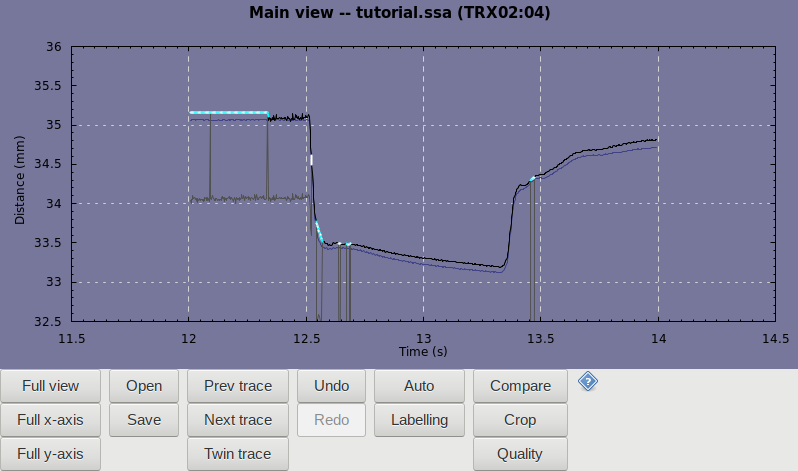 Main view -- tutorial.ssa (TRX02:04)
36
35.5
35
34.5
34
33.5
33
32.5
Distance (mm)
11.5 12 12.5 13 13.5 14 14.5
Time (s)
Full view Open Prev trace Undo Auto Compare ?
Full x-axis Save Next trace Redo Labelling Crop
Full y-axis Twin trace Quality